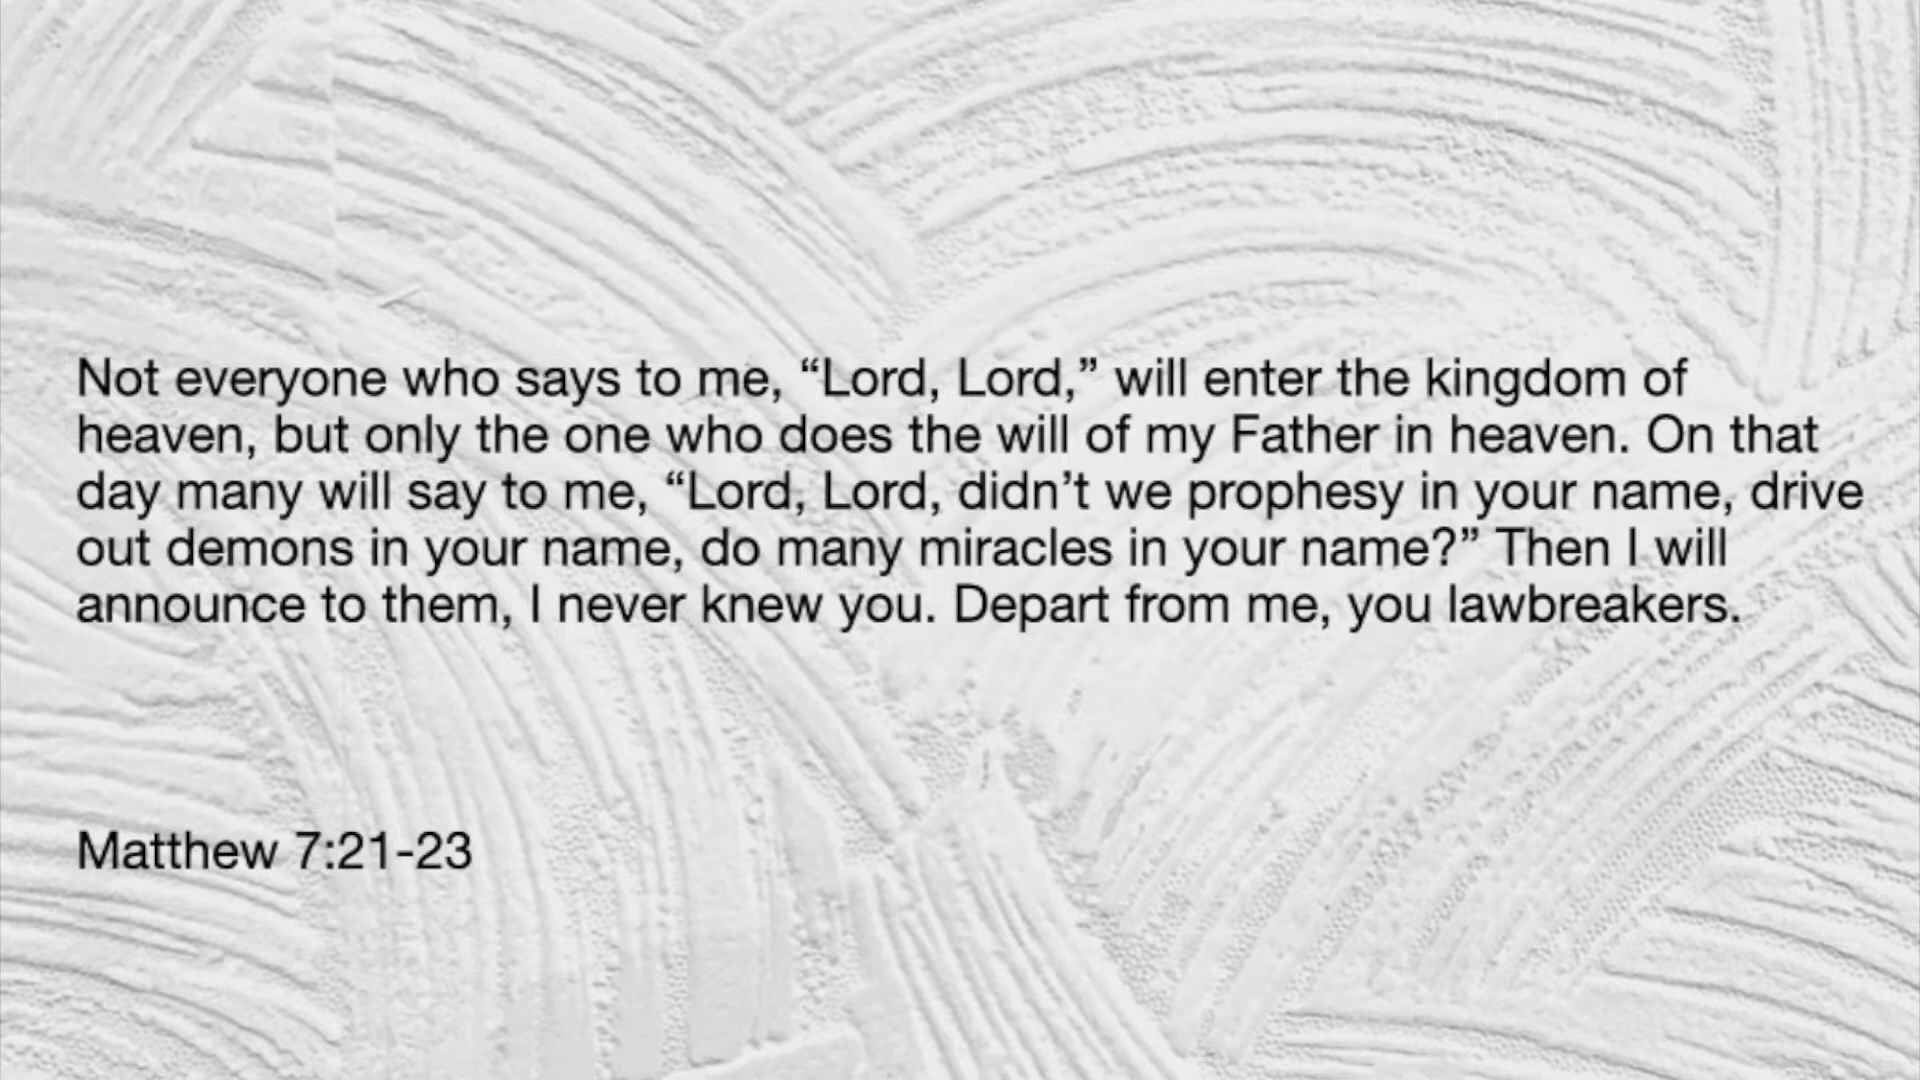 Not everyone who says to me, “Lord, Lord,” will enter the kingdom of
heaven, but only the one who does the will of my Father in heaven. On that
day many will say to me, “Lord, Lord, didn’t we prophesy in your name, drive
out demons in your name, do many miracles in your name?” Then I will
announce to them, I never knew you. Depart from me, you lawbreakers.
Matthew 7:21-23